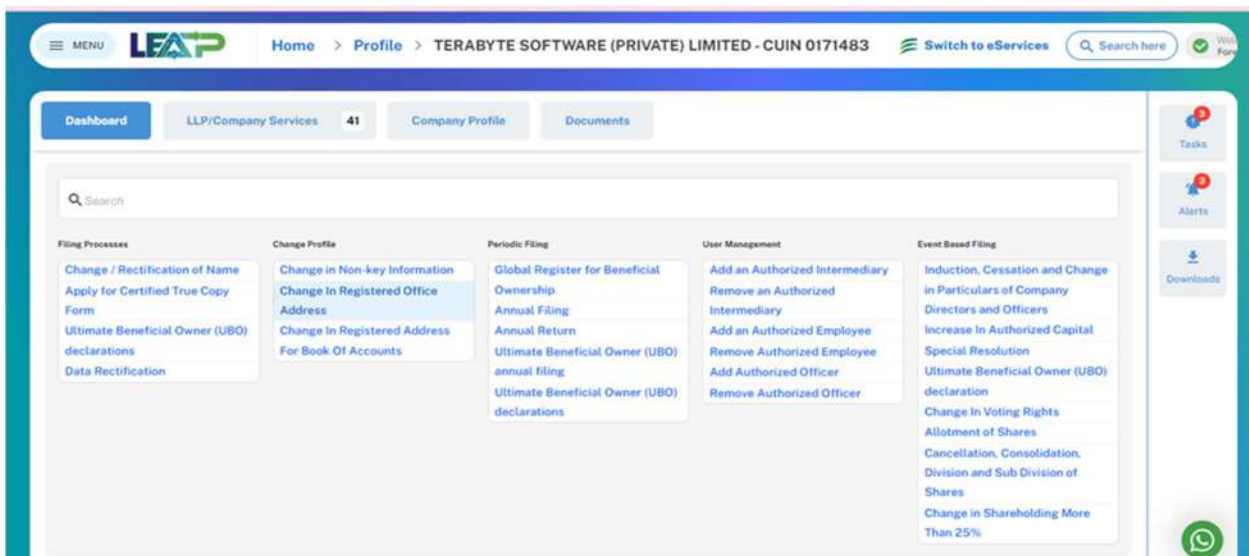 MENU
LEAP
Home > Profile > TERABYTE SOFTWARE (PRIVATE) LIMITED - CUIN 0171483
Switch to eServices
Search here
Dashboard
LLP/Company Services 41
Company Profile
Documents
3
Tasks
3
Alerts
Downloads
Search
Filing Processes
Change / Rectification of Name
Apply for Certified True Copy
Form
Ultimate Beneficial Owner (UBO)
declarations
Data Rectification
Change Profile
Change in Non-key Information
Change In Registered Office
Address
Change In Registered Address
For Book Of Accounts
Periodic Filing
Global Register for Beneficial
Ownership
Annual Filing
Annual Return
Ultimate Beneficial Owner (UBO)
annual filing
Ultimate Beneficial Owner (UBO)
declarations
User Management
Add an Authorized Intermediary
Remove an Authorized
Intermediary
Add an Authorized Employee
Remove Authorized Employee
Add Authorized Officer
Remove Authorized Officer
Event Based Filing
Induction, Cessation and Change
in Particulars of Company
Directors and Officers
Increase In Authorized Capital
Special Resolution
Ultimate Beneficial Owner (UBO)
declaration
Change In Voting Rights
Allotment of Shares
Cancellation, Consolidation,
Division and Sub Division of
Shares
Change in Shareholding More
Than 25%